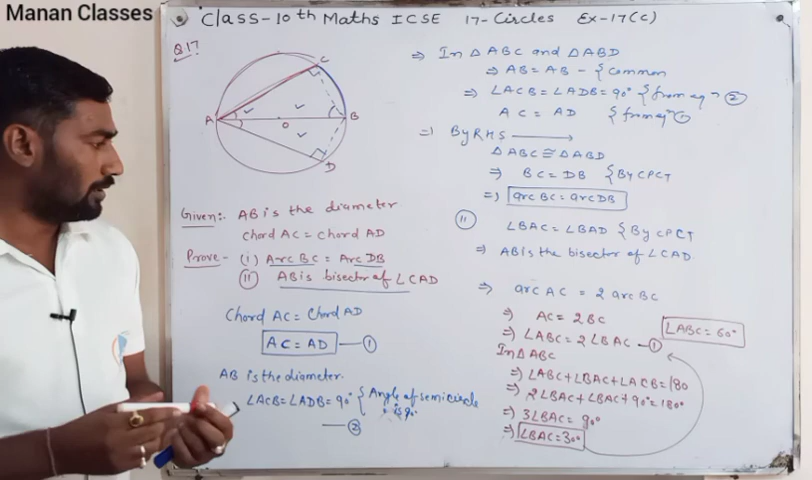 Manan Classes
Class-10th Maths ICSE 17-Circles Ex-17(C)
Q17
A
B
C
D
O
Given:- AB is the diameter
chord AC = chord AD
Prove- (i) Arc BC = Arc DB
(ii) AB is bisector of ∠CAD
Chord AC = Chord AD
AC = AD —①
AB is the diameter.
∠ACB = ∠ADB = 90° { Angle of semicircle
is 90°
—②
⇒ In △ABC and △ABD
⇒ AB = AB - { Common
⇒ ∠ACB = ∠ADB = 90° { from eqn ②
AC = AD { from eqn ①
⇒ By RHS →
△ABC ≅ △ABD
⇒ BC = DB { By CPCT
⇒ arc BC = arc DB
(ii) ∠BAC = ∠BAD { By CPCT
⇒ AB is the bisector of ∠CAD
⇒ arc AC = 2 arc BC
⇒ AC = 2BC
⇒ ∠ABC = 2∠BAC —①
∠ABC = 60°
In △ABC
⇒ ∠ABC + ∠BAC + ∠ACB = 180
⇒ 2∠BAC + ∠BAC + 90° = 180°
⇒ 3∠BAC = 90°
⇒ ∠BAC = 30°